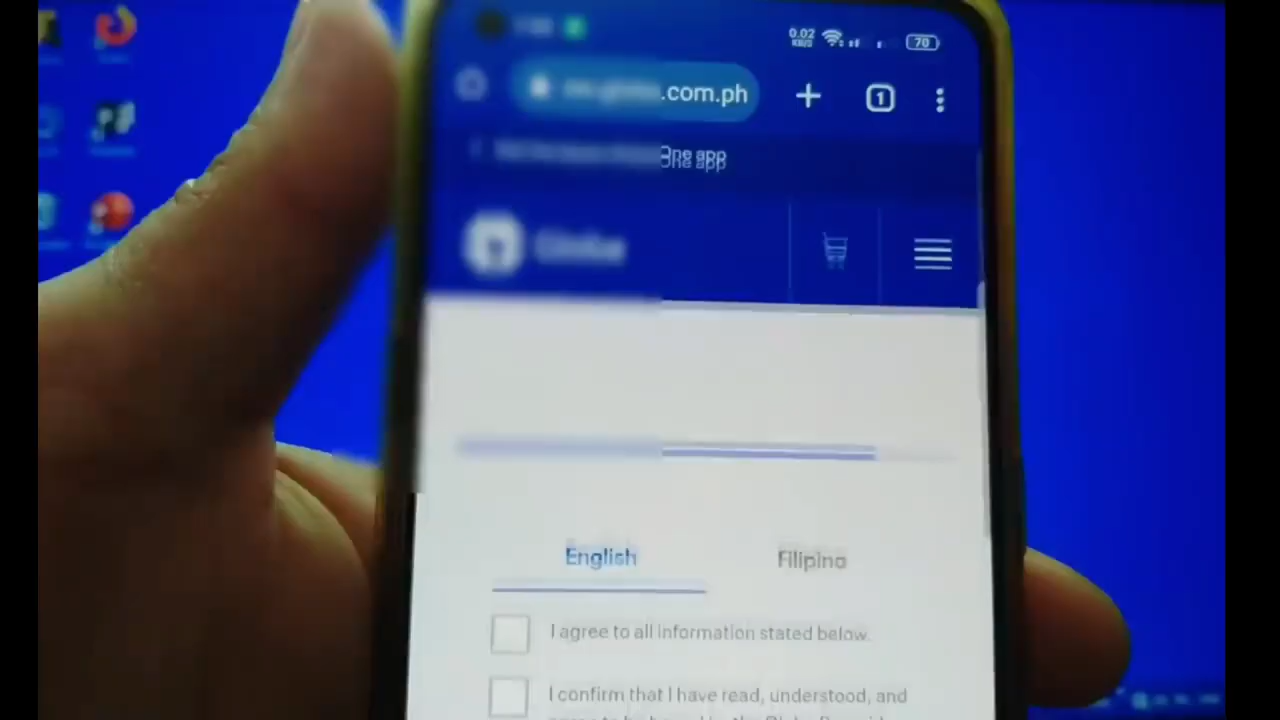 0.02
KB/S
70
.com.ph
1
One app
Globe
English
Filipino
I agree to all information stated below.
I confirm that I have read, understood, and